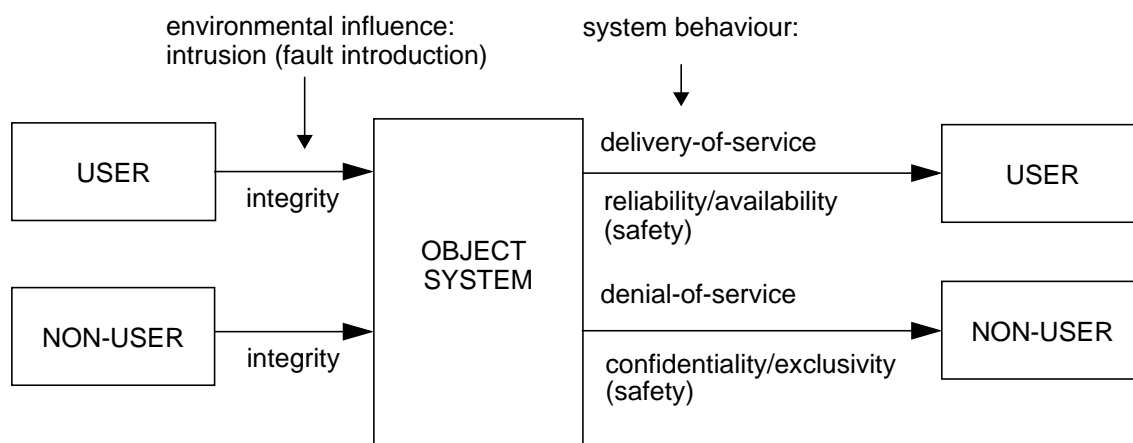 environmental influence:
intrusion (fault introduction)
system behaviour:
USER
integrity
delivery-of-service
reliability/availability
(safety)
USER
OBJECT
SYSTEM
NON-USER
integrity
denial-of-service
confidentiality/exclusivity
(safety)
NON-USER